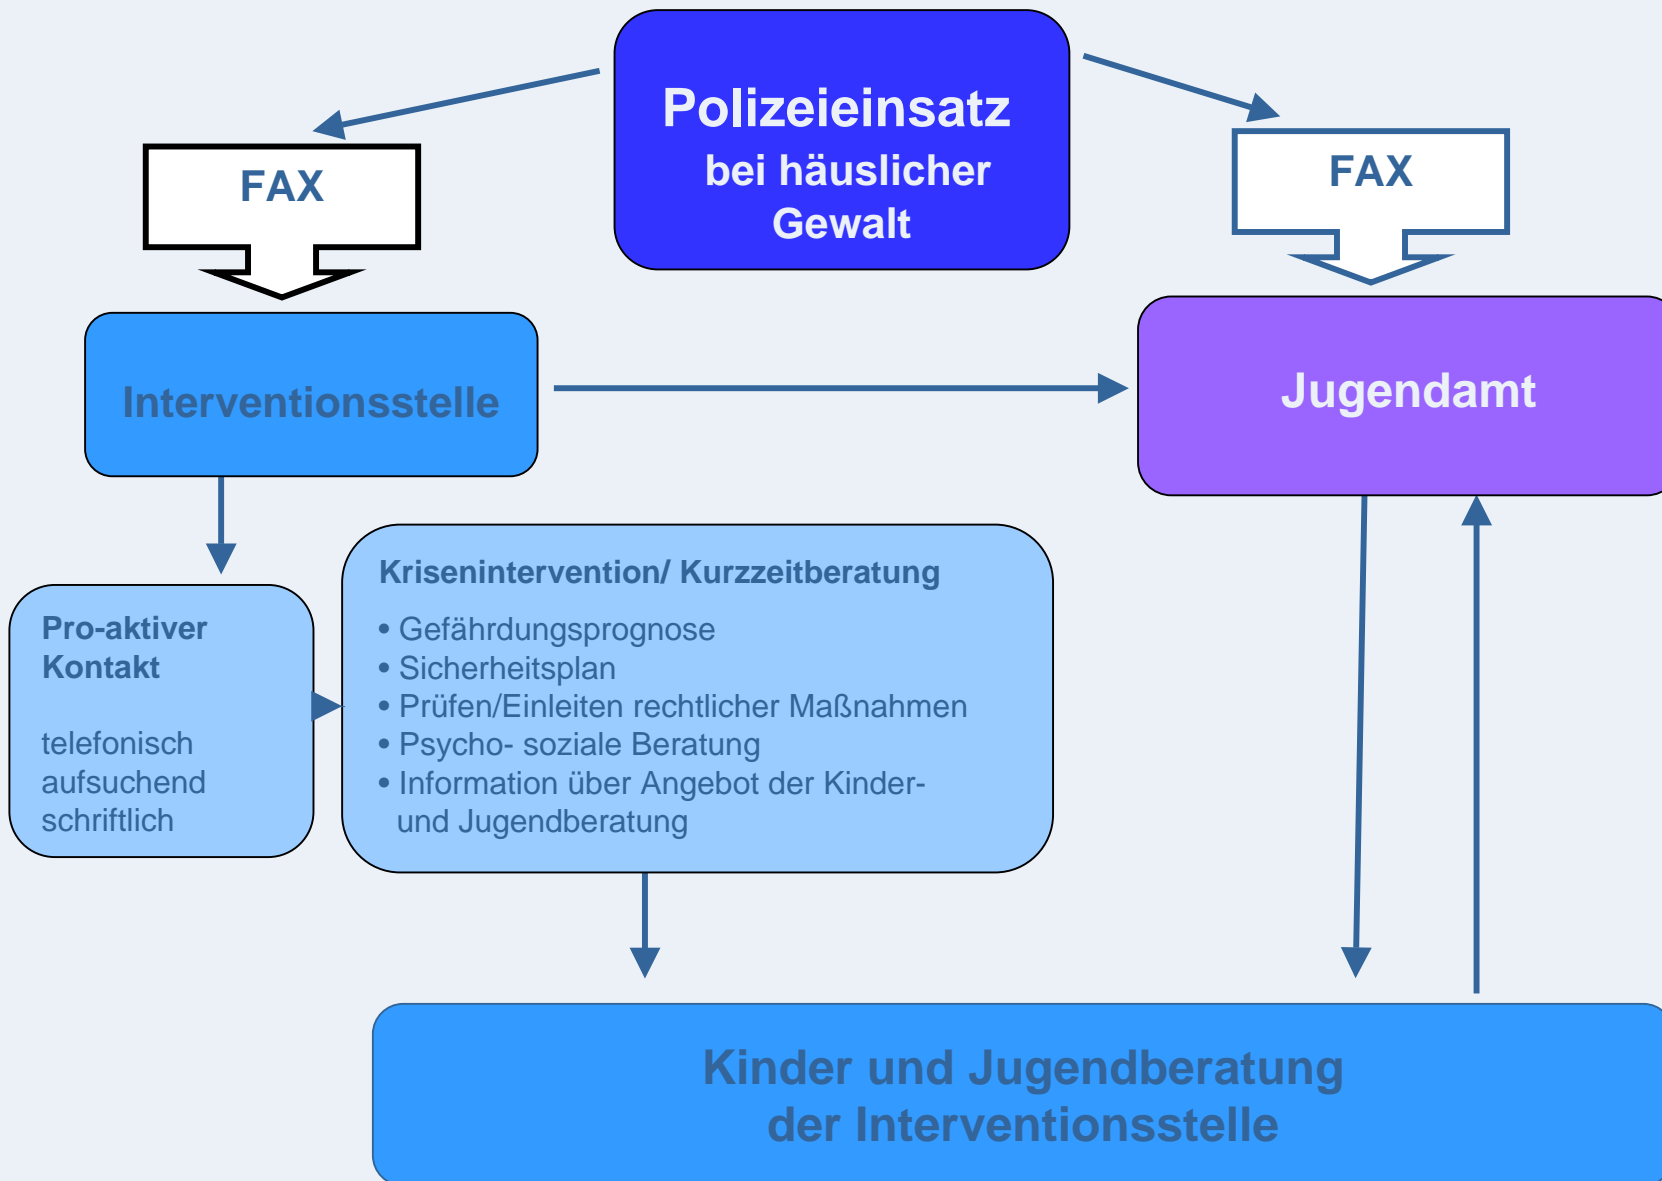 Polizeieinsatz
bei häuslicher
Gewalt
FAX
FAX
Interventionsstelle
Jugendamt
Pro-aktiver
Kontakt
telefonisch
aufsuchend
schriftlich
Krisenintervention/ Kurzzeitberatung
• Gefährdungsprognose
• Sicherheitsplan
• Prüfen/Einleiten rechtlicher Maßnahmen
• Psycho- soziale Beratung
• Information über Angebot der Kinder-
und Jugendberatung
Kinder und Jugendberatung
der Interventionsstelle